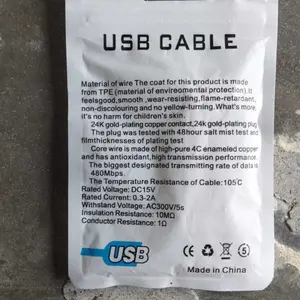 USB CABLE
Material of wire The coat for this product is made
from TPE (material of enviroremental protection). It
feelsgood,smooth ,wear-resisting,flame-retardant,
non-discolouring and no yellow-turning. What's more,
it's no harm for children's skin.
24K gold-plating copper contact,24k gold-plating plug
The plug was tested with 48hour salt mist test and
filmthicknesses of plating test
Core wire is made of high-pure 4C enameled copper
and has antioxidant,high transmission performance.
The biggest designated transmitting rate of data is
480Mbps.
The Temperature Resistance of Cable:105℃
Rated Voltage:DC15V
Rated Current: 0.3-2A
Withstand Voltage:AC300V/5s
Insulation Resistance:10MΩ
Conductor Resistance:1Ω
USB
CE
5
Made in China